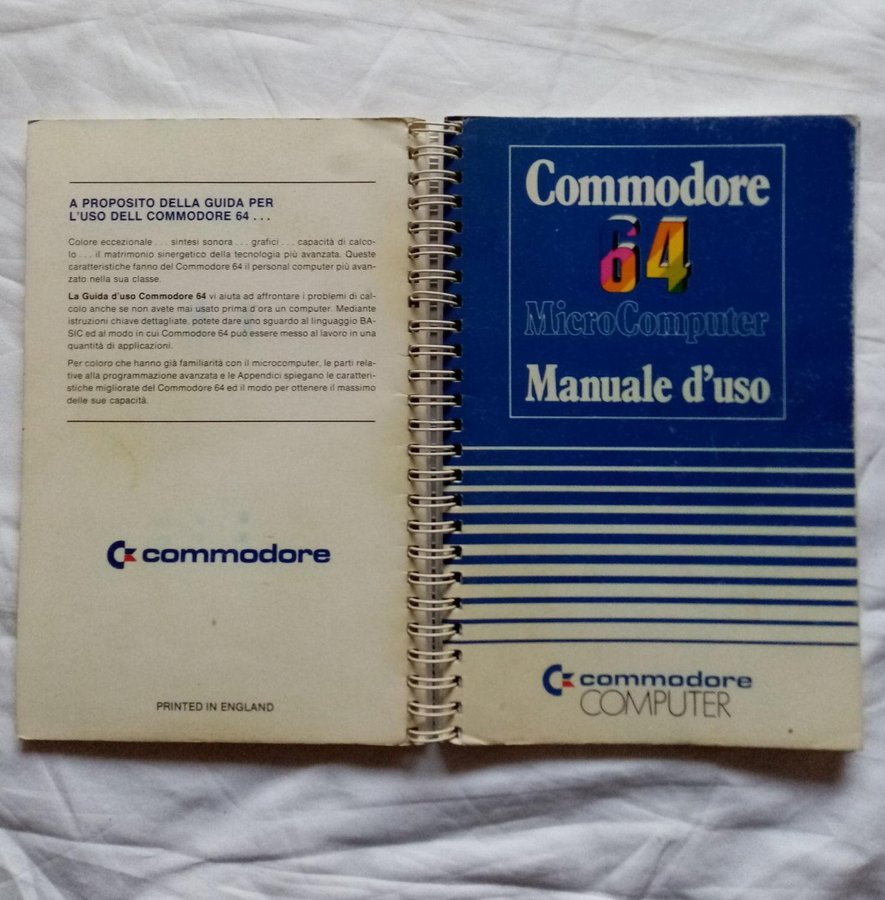 A PROPOSITO DELLA GUIDA PER
L'USO DELL COMMODORE 64 . . .
Colore eccezionale . . . sintesi sonora . . . grafici . . . capacità di calco-
lo . . . il matrimonio sinergetico della tecnologia più avanzata. Queste
caratteristiche fanno del Commodore 64 il personal computer più avan-
zato nella sua classe.
La Guida d'uso Commodore 64 vi aiuta ad affrontare i problemi di cal-
colo anche se non avete mai usato prima d'ora un computer. Mediante
istruzioni chiave dettagliate, potete dare uno sguardo al linguaggio BA-
SIC ed al modo in cui Commodore 64 può essere messo al lavoro in una
quantità di applicazioni.
Per coloro che hanno già familiarità con il microcomputer, le parti rela-
tive alla programmazione avanzata e le Appendici spiegano le caratteri-
stiche migliorate del Commodore 64 ed il modo per ottenere il massimo
delle sue capacità.
commodore
PRINTED IN ENGLAND
Commodore
64
MicroComputer
Manuale d'uso
commodore
COMPUTER